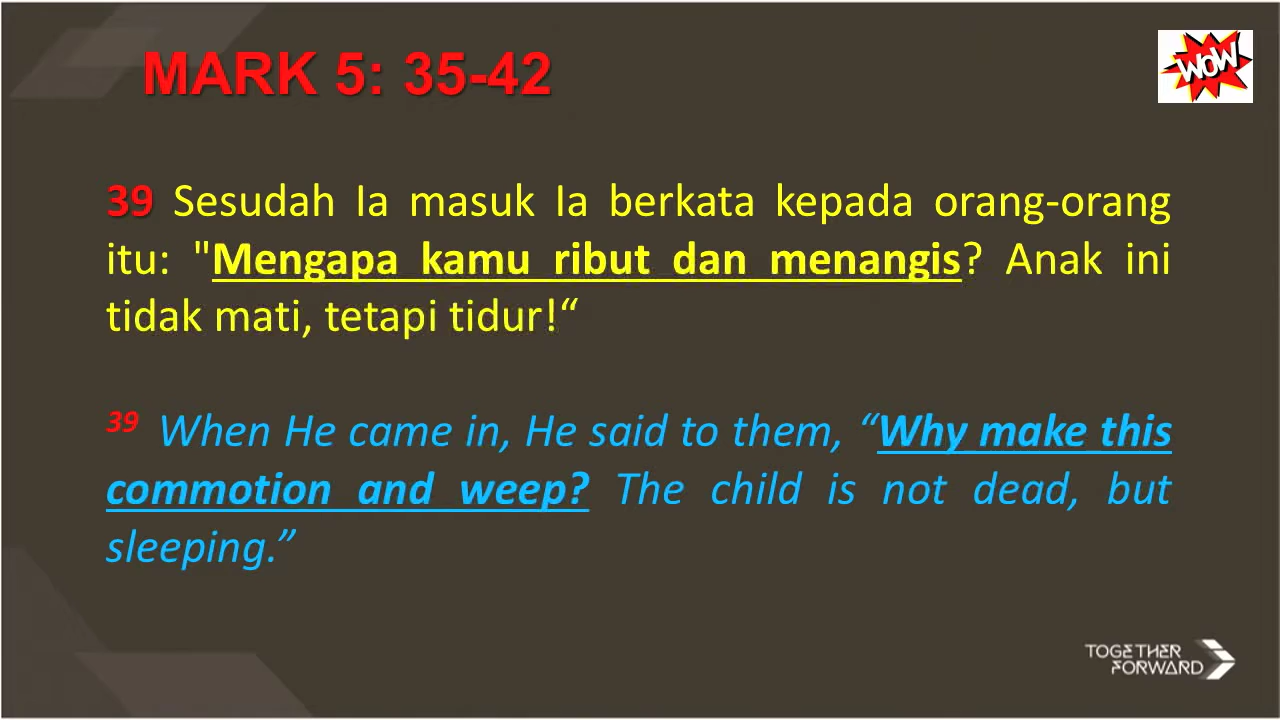 MARK 5: 35-42
WOW
39 Sesudah Ia masuk Ia berkata kepada orang-orang
itu: "Mengapa kamu ribut dan menangis? Anak ini
tidak mati, tetapi tidur!“
39 When He came in, He said to them, “Why make this
commotion and weep? The child is not dead, but
sleeping.”
TOGETHER
FORWARD